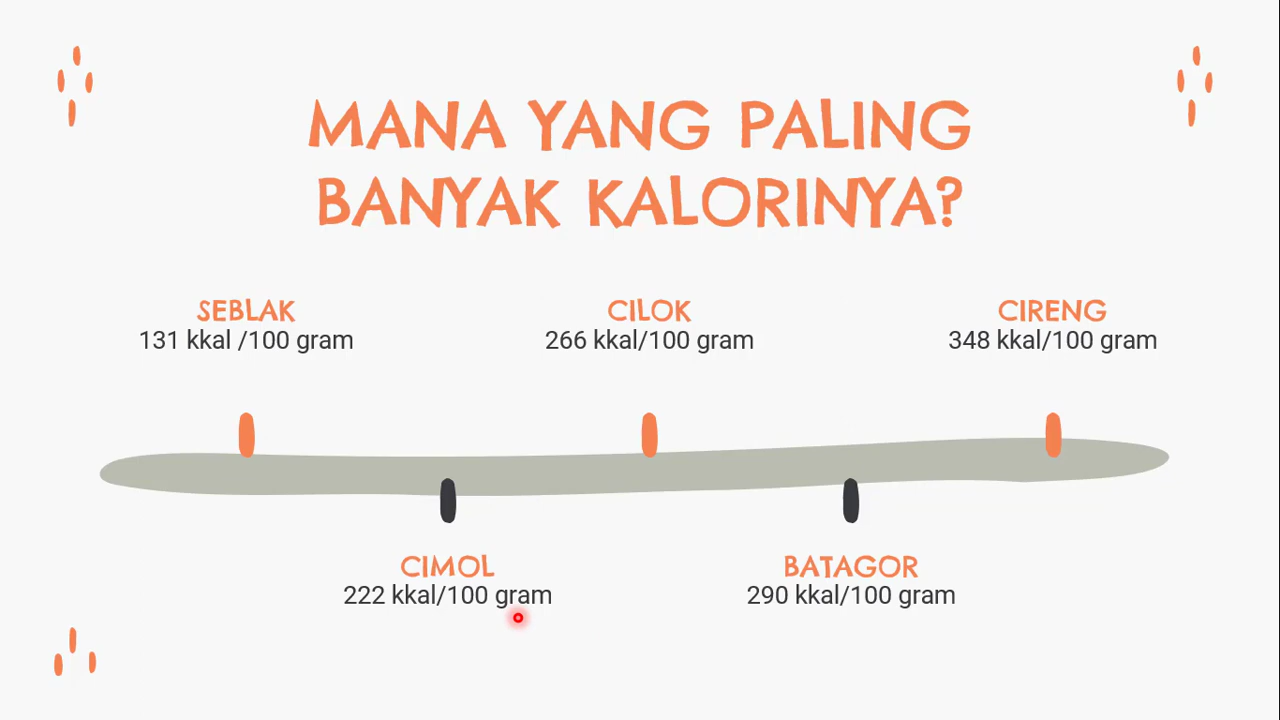 MANA YANG PALING
BANYAK KALORINYA?
SEBLAK
131 kkal /100 gram
CILOK
266 kkal/100 gram
CIRENG
348 kkal/100 gram
CIMOL
222 kkal/100 gram
BATAGOR
290 kkal/100 gram